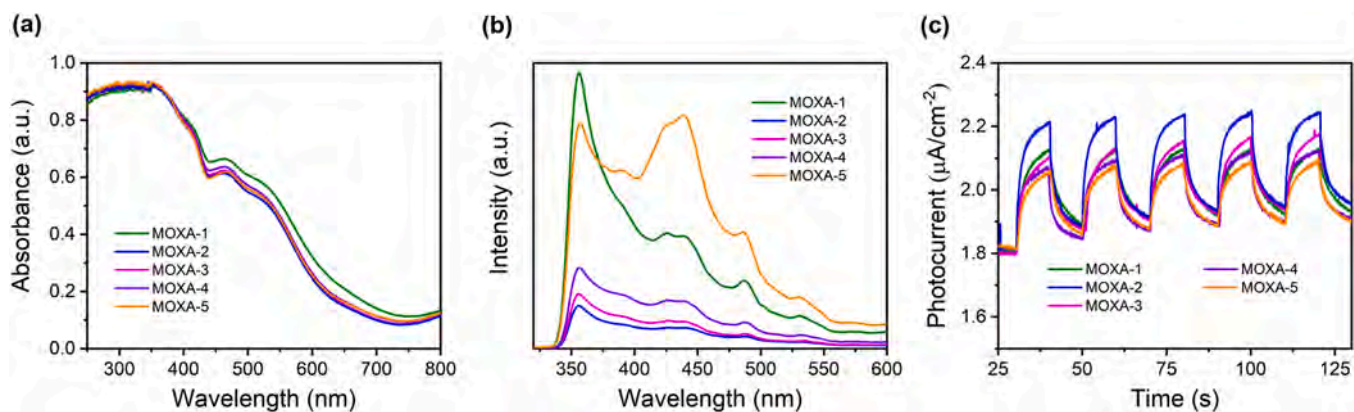 (a)
Absorbance (a.u.)
1.0
0.8
0.6
0.4
0.2
0.0
MOXA-1
MOXA-2
MOXA-3
MOXA-4
MOXA-5
300 400 500 600 700 800
Wavelength (nm)
(b)
Intensity (a.u.)
MOXA-1
MOXA-2
MOXA-3
MOXA-4
MOXA-5
350 400 450 500 550 600
Wavelength (nm)
(c)
Photocurrent (μA/cm⁻²)
2.4
2.2
2.0
1.8
1.6
MOXA-1 MOXA-4
MOXA-2 MOXA-5
MOXA-3
25 50 75 100 125
Time (s)